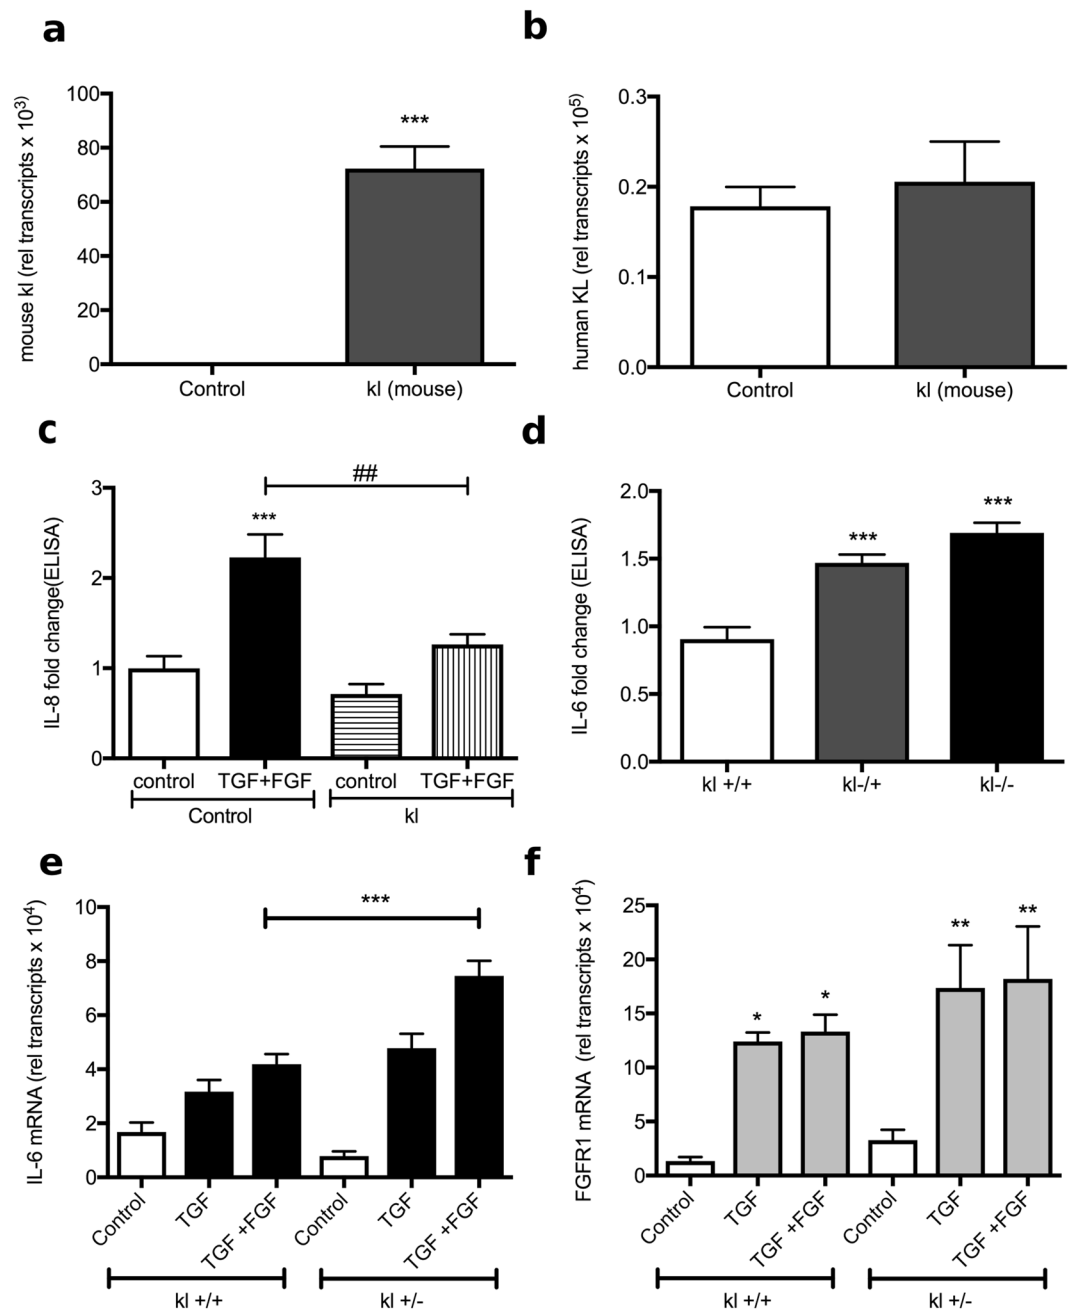 a
mouse kl (rel transcripts x 10³)
100
80
60
40
20
0
***
Control
kl (mouse)
b
human KL (rel transcripts x 10⁵)
0.3
0.2
0.1
0.0
Control
kl (mouse)
c
IL-8 fold change(ELISA)
3
2
1
0
##
***
control
TGF+FGF
control
TGF+FGF
Control
kl
d
IL-6 fold change (ELISA)
2.0
1.5
1.0
0.5
0.0
***
***
kl +/+
kl-/+
kl-/-
e
IL-6 mRNA (rel transcripts x 10⁴)
10
8
6
4
2
0
***
Control
TGF
TGF +FGF
Control
TGF
TGF +FGF
kl +/+
kl +/-
f
FGFR1 mRNA (rel transcripts x 10⁴)
25
20
15
10
5
0
*
*
**
**
Control
TGF
TGF +FGF
Control
TGF
TGF +FGF
kl +/+
kl +/-